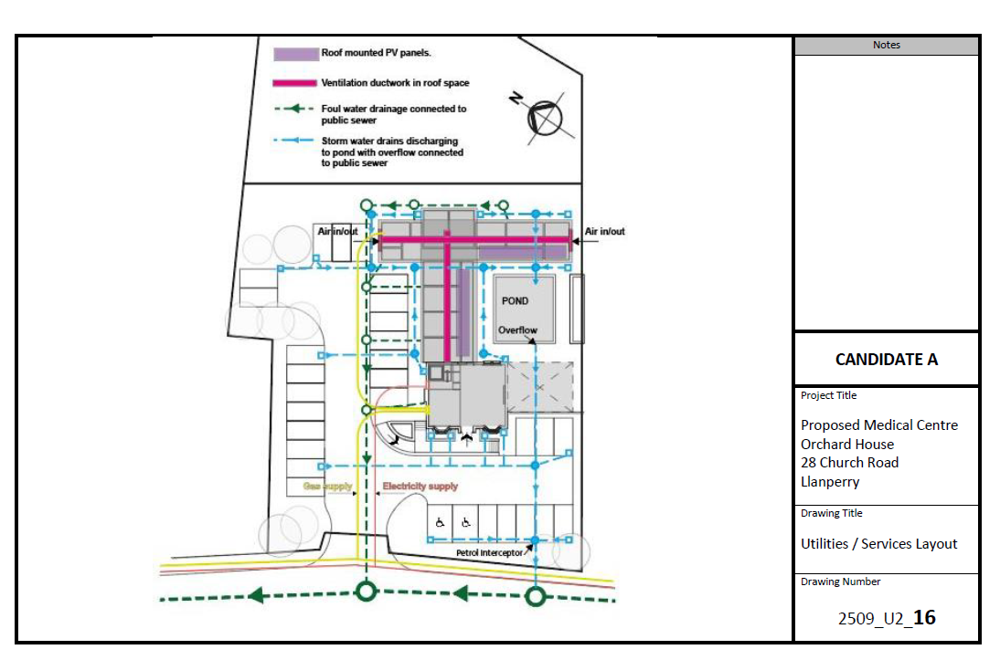 Roof mounted PV panels.
Ventilation ductwork in roof space
Foul water drainage connected to
public sewer
Storm water drains discharging
to pond with overflow connected
to public sewer
N
Air in/out
Air in/out
POND
Overflow
Gas supply
Electricity supply
Petrol Interceptor
Notes
CANDIDATE A
Project Title
Proposed Medical Centre
Orchard House
28 Church Road
Llanperry
Drawing Title
Utilities / Services Layout
Drawing Number
2509_U2_16